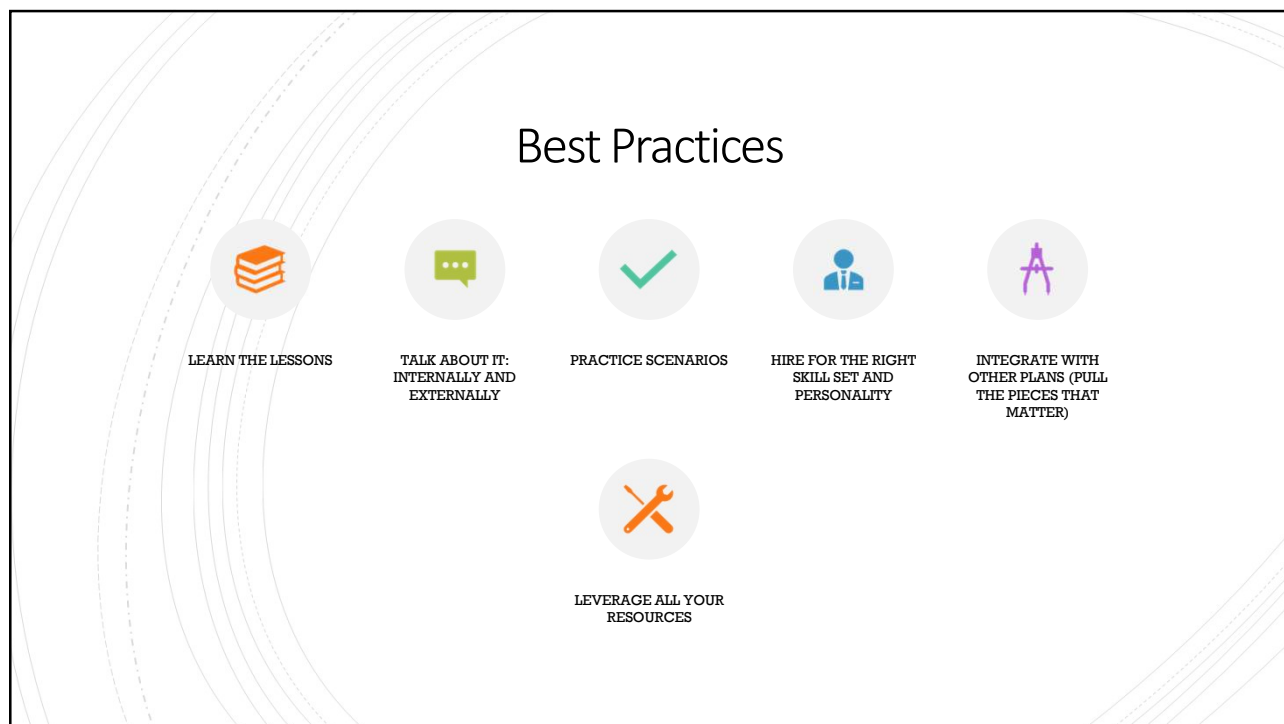 Best Practices
LEARN THE LESSONS
TALK ABOUT IT:
INTERNALLY AND
EXTERNALLY
PRACTICE SCENARIOS
HIRE FOR THE RIGHT
SKILL SET AND
PERSONALITY
INTEGRATE WITH
OTHER PLANS (PULL
THE PIECES THAT
MATTER)
LEVERAGE ALL YOUR
RESOURCES